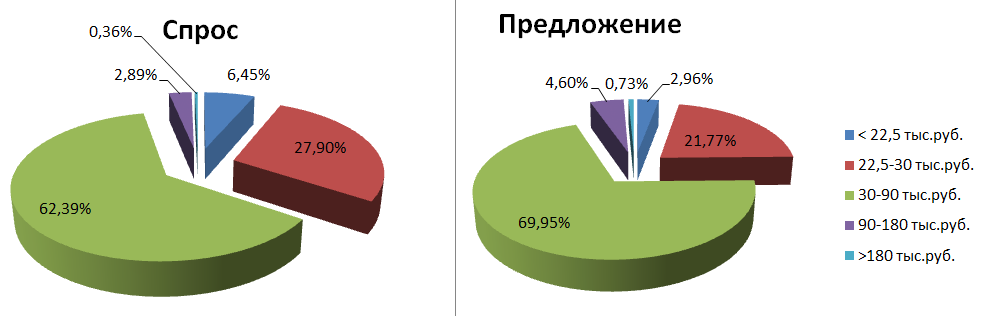 Спрос
0,36%
2,89%
6,45%
27,90%
62,39%
Предложение
4,60%
0,73%
2,96%
21,77%
69,95%
< 22,5 тыс.руб.
22,5-30 тыс.руб.
30-90 тыс.руб.
90-180 тыс.руб.
>180 тыс.руб.